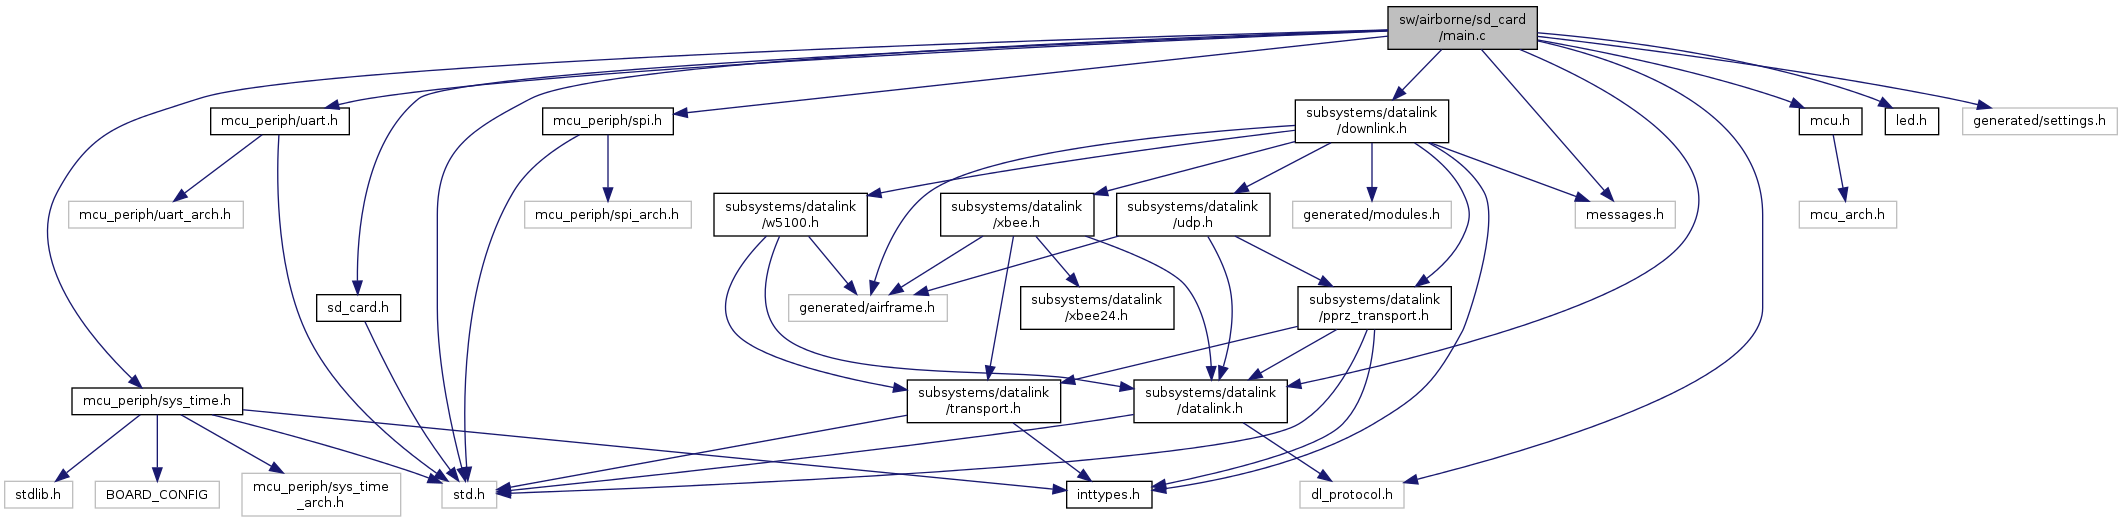 sw/airborne/sd_card
/main.c
mcu_periph/uart.h
mcu_periph/spi.h
subsystems/datalink
/downlink.h
mcu.h
led.h
generated/settings.h
mcu_periph/uart_arch.h
mcu_periph/spi_arch.h
subsystems/datalink
/w5100.h
subsystems/datalink
/xbee.h
subsystems/datalink
/udp.h
generated/modules.h
messages.h
mcu_arch.h
sd_card.h
generated/airframe.h
subsystems/datalink
/xbee24.h
subsystems/datalink
/pprz_transport.h
mcu_periph/sys_time.h
subsystems/datalink
/transport.h
subsystems/datalink
/datalink.h
stdlib.h
BOARD_CONFIG
mcu_periph/sys_time
_arch.h
std.h
inttypes.h
dl_protocol.h